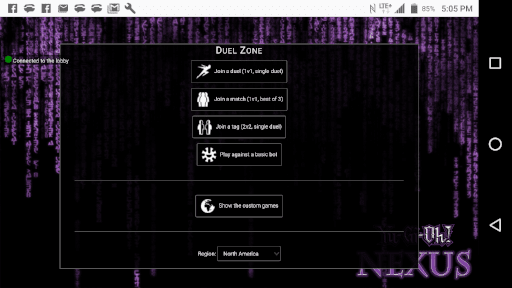 LTE+
85% 5:05 PM
DUEL ZONE
Connected to the lobby
Join a duel (1v1, single duel)
Join a match (1v1, best of 3)
Join a tag (2v2, single duel)
Play against a basic bot
Show the custom games
Region: North America
-Oh!
NEXUS